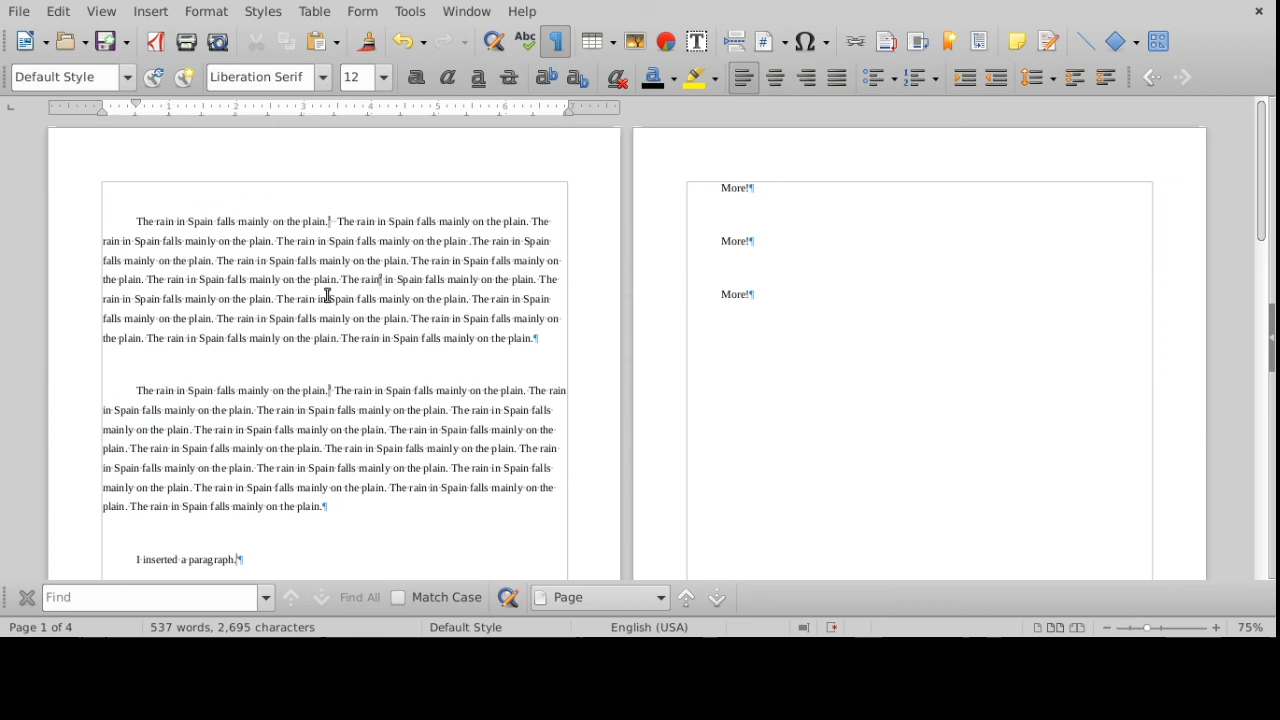 File Edit View Insert Format Styles Table Form Tools Window Help
Default Style Liberation Serif 12
1 2 3 4 5 6 7
The rain in Spain falls mainly on the plain. The rain in Spain falls mainly on the plain. The
rain in Spain falls mainly on the plain. The rain in Spain falls mainly on the plain .The rain in Spain
falls mainly on the plain. The rain in Spain falls mainly on the plain. The rain in Spain falls mainly on
the plain. The rain in Spain falls mainly on the plain. The rain² in Spain falls mainly on the plain. The
rain in Spain falls mainly on the plain. The rain in Spain falls mainly on the plain. The rain in Spain
falls mainly on the plain. The rain in Spain falls mainly on the plain. The rain in Spain falls mainly on
the plain. The rain in Spain falls mainly on the plain. The rain in Spain falls mainly on the plain.¶
The rain in Spain falls mainly on the plain.³ The rain in Spain falls mainly on the plain. The rain
in Spain falls mainly on the plain. The rain in Spain falls mainly on the plain. The rain in Spain falls
mainly on the plain. The rain in Spain falls mainly on the plain. The rain in Spain falls mainly on the
plain. The rain in Spain falls mainly on the plain. The rain in Spain falls mainly on the plain. The rain
in Spain falls mainly on the plain. The rain in Spain falls mainly on the plain. The rain in Spain falls
mainly on the plain. The rain in Spain falls mainly on the plain. The rain in Spain falls mainly on the
plain. The rain in Spain falls mainly on the plain.¶
I inserted a paragraph.¶
More!¶
More!¶
More!¶
Find Find All Match Case Page
Page 1 of 4 537 words, 2,695 characters Default Style English (USA) 75%